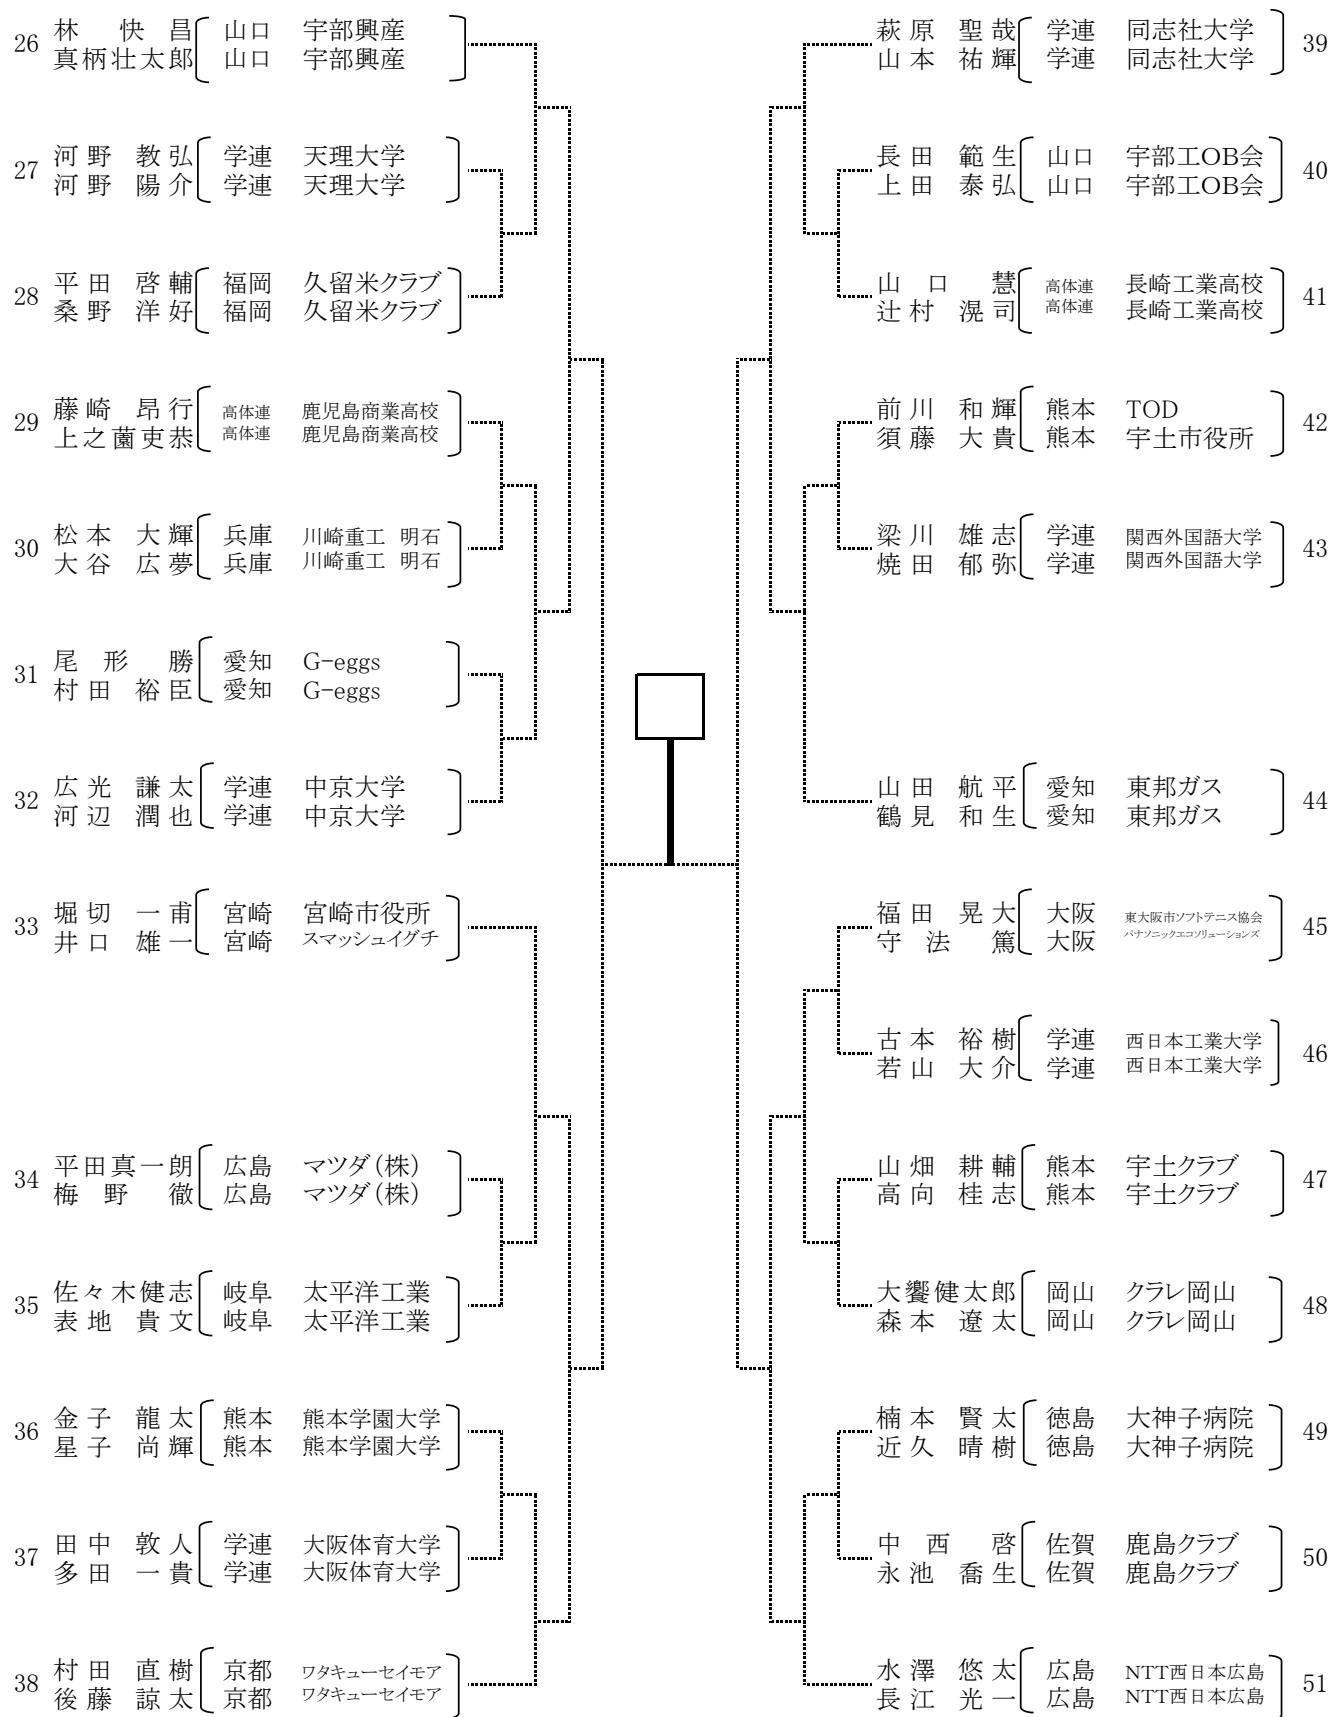 26 林 快昌 山口 宇部興産
真柄壮太郎 山口 宇部興産
27 河野 教弘 学連 天理大学
河野 陽介 学連 天理大学
28 平田 啓輔 福岡 久留米クラブ
桑野 洋好 福岡 久留米クラブ
29 藤崎 昂行 高体連 鹿児島商業高校
上之薗吏恭 高体連 鹿児島商業高校
30 松本 大輝 兵庫 川崎重工 明石
大谷 広夢 兵庫 川崎重工 明石
31 尾形 勝 愛知 G-eggs
村田 裕臣 愛知 G-eggs
32 広光 謙太 学連 中京大学
河辺 潤也 学連 中京大学
33 堀切 一甫 宮崎 宮崎市役所
井口 雄一 宮崎 スマッシュイグチ
34 平田真一朗 広島 マツダ(株)
梅野 徹 広島 マツダ(株)
35 佐々木健志 岐阜 太平洋工業
表地 貴文 岐阜 太平洋工業
36 金子 龍太 熊本 熊本学園大学
星子 尚輝 熊本 熊本学園大学
37 田中 敦人 学連 大阪体育大学
多田 一貴 学連 大阪体育大学
38 村田 直樹 京都 ワタキューセイモア
後藤 諒太 京都 ワタキューセイモア
萩原 聖哉 学連 同志社大学 39
山本 祐輝 学連 同志社大学
長田 範生 山口 宇部工OB会 40
上田 泰弘 山口 宇部工OB会
山口 慧 高体連 長崎工業高校 41
辻村 滉司 高体連 長崎工業高校
前川 和輝 熊本 TOD 42
須藤 大貴 熊本 宇土市役所
梁川 雄志 学連 関西外国語大学 43
焼田 郁弥 学連 関西外国語大学
山田 航平 愛知 東邦ガス 44
鶴見 和生 愛知 東邦ガス
福田 晃大 大阪 東大阪市ソフトテニス協会 45
守法 篤 大阪 パナソニックエコソリューションズ
古本 裕樹 学連 西日本工業大学 46
若山 大介 学連 西日本工業大学
山畑 耕輔 熊本 宇土クラブ 47
高向 桂志 熊本 宇土クラブ
大饗健太郎 岡山 クラレ岡山 48
森本 遼太 岡山 クラレ岡山
楠本 賢太 徳島 大神子病院 49
近久 晴樹 徳島 大神子病院
中西 啓 佐賀 鹿島クラブ 50
永池 喬生 佐賀 鹿島クラブ
水澤 悠太 広島 NTT西日本広島 51
長江 光一 広島 NTT西日本広島